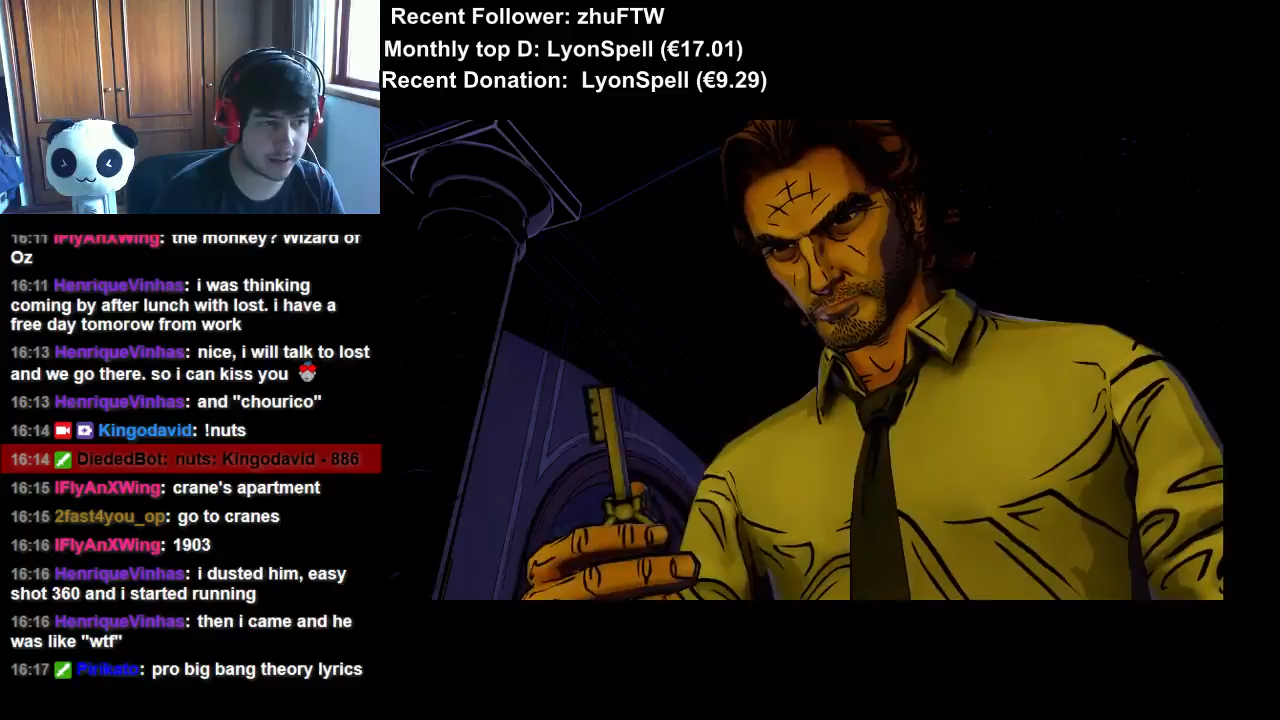 Recent Follower: zhuFTW
Monthly top D: LyonSpell (€17.01)
Recent Donation: LyonSpell (€9.29)
16:11 IFlyAnXWing: the monkey? Wizard of
Oz
16:11 HenriqueVinhas: i was thinking
coming by after lunch with lost. i have a
free day tomorow from work
16:13 HenriqueVinhas: nice, i will talk to lost
and we go there. so i can kiss you
16:13 HenriqueVinhas: and "chourico"
16:14 Kingodavid: !nuts
16:14 DiededBot: nuts: Kingodavid - 886
16:15 IFlyAnXWing: crane's apartment
16:15 2fast4you_op: go to cranes
16:16 IFlyAnXWing: 1903
16:16 HenriqueVinhas: i dusted him, easy
shot 360 and i started running
16:16 HenriqueVinhas: then i came and he
was like "wtf"
16:17 : pro big bang theory lyrics